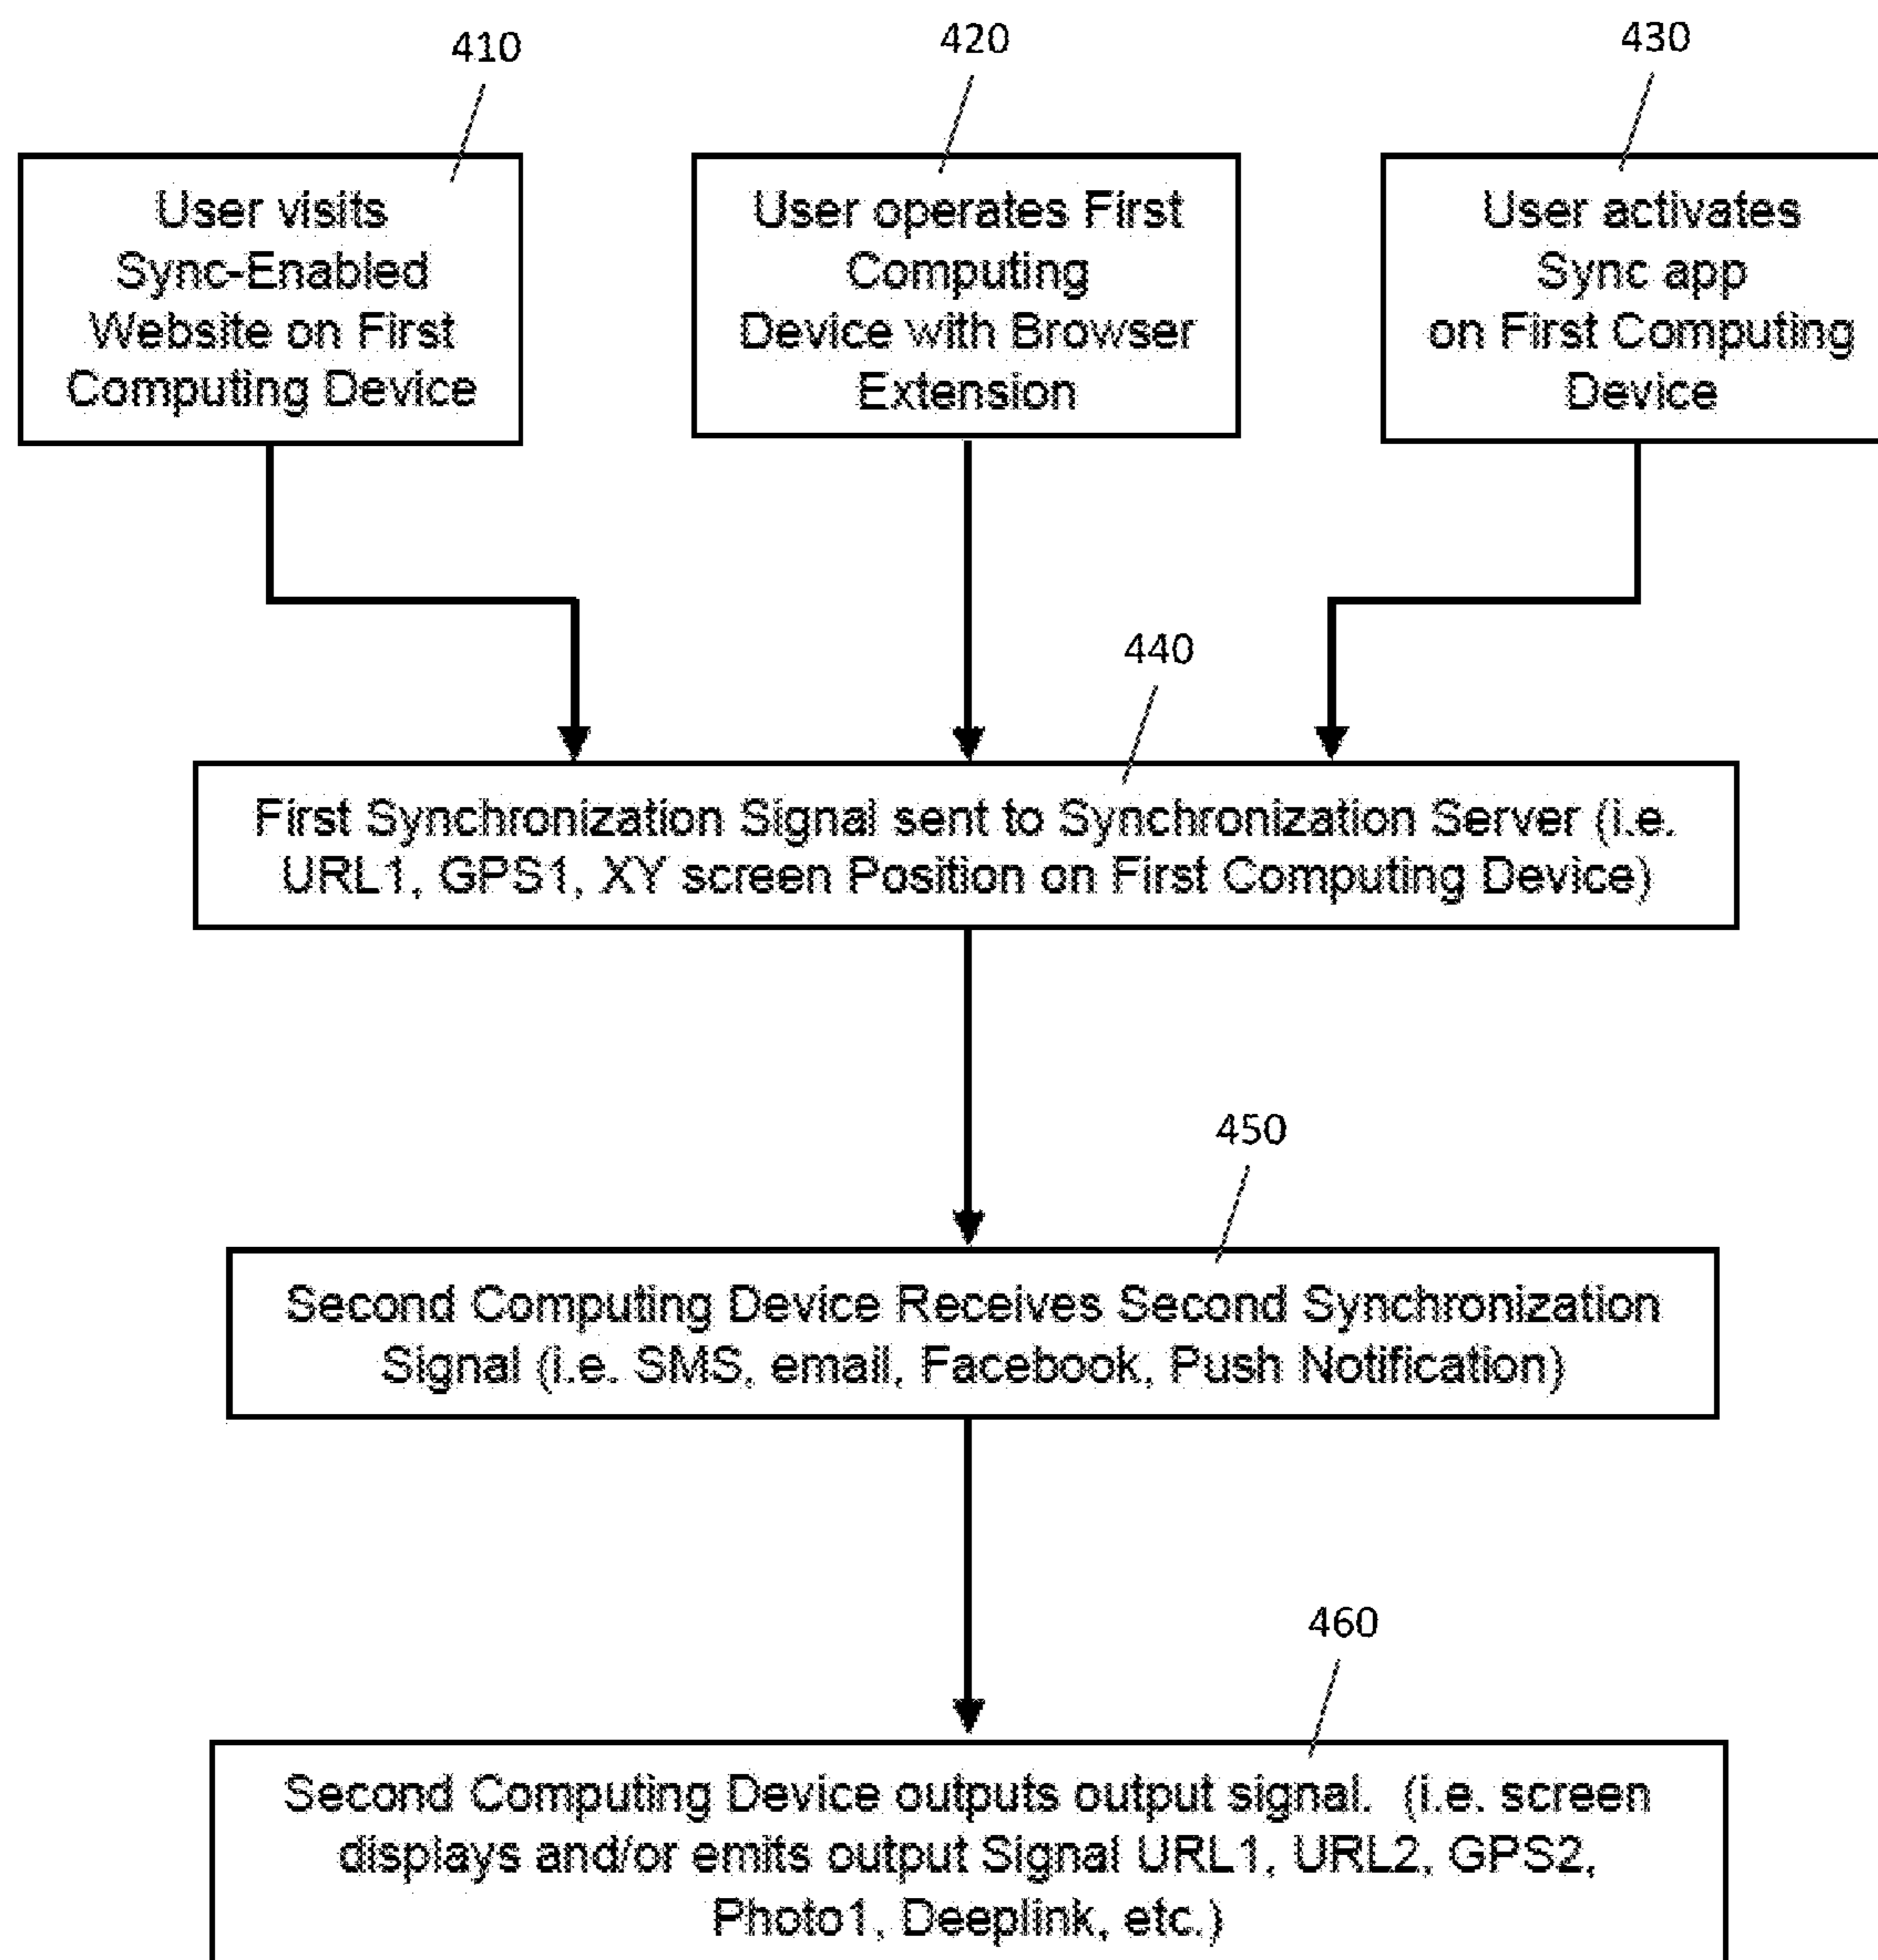 410
420
430
User visits
Sync-Enabled
Website on First
Computing Device
User operates First
Computing
Device with Browser
Extension
User activates
Sync app
on First Computing
Device
440
First Synchronization Signal sent to Synchronization Server (i.e.
URL1, GPS1, XY screen Position on First Computing Device)
450
Second Computing Device Receives Second Synchronization
Signal (i.e. SMS, email, Facebook, Push Notification)
460
Second Computing Device outputs output signal. (i.e. screen
displays and/or emits output Signal URL1, URL2, GPS2,
Photo1, Deeplink, etc.)